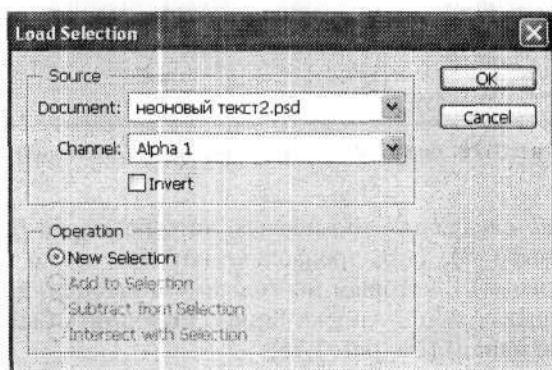 Load Selection
Source
Document: неоновый текст2.psd
Channel: Alpha 1
Invert
OK
Cancel
Operation
New Selection
Add to Selection
Subtract from Selection
Intersect with Selection